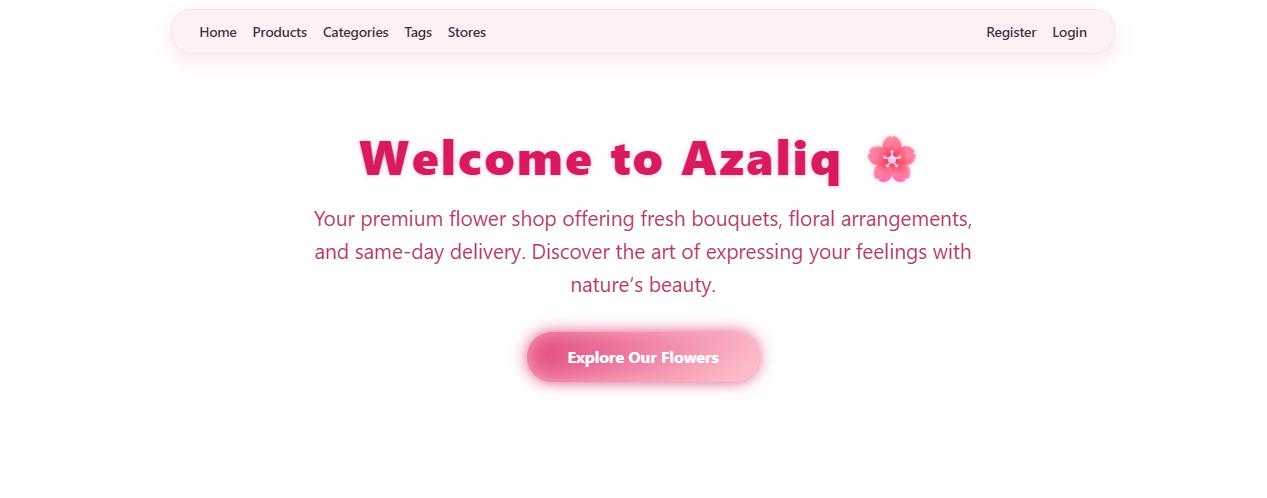 Home Products Categories Tags Stores Register Login
Welcome to Azaliq 🌸
Your premium flower shop offering fresh bouquets, floral arrangements,
and same-day delivery. Discover the art of expressing your feelings with
nature’s beauty.
Explore Our Flowers